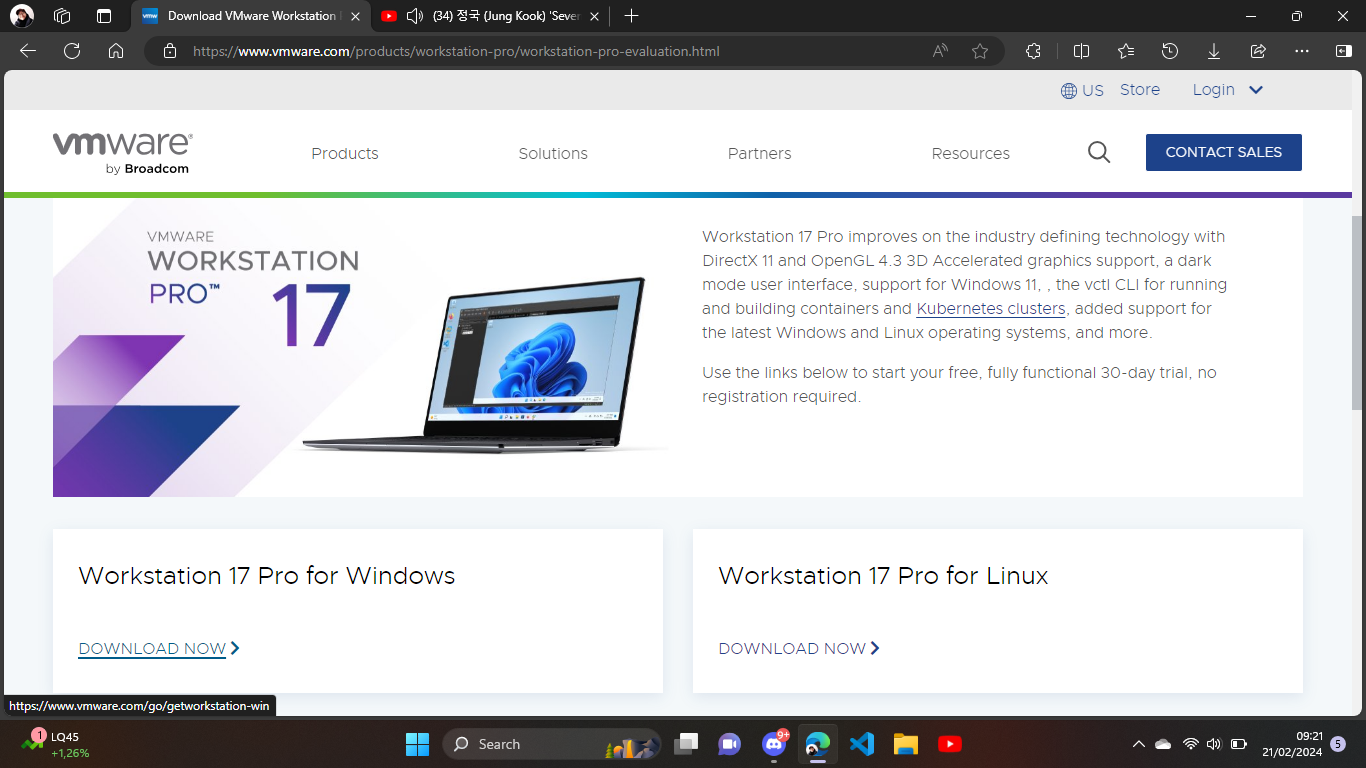 Download VMware Workstation
(34) 정국 (Jung Kook) 'Sever
https://www.vmware.com/products/workstation-pro/workstation-pro-evaluation.html
US Store Login
vmware®
by Broadcom
Products Solutions Partners Resources CONTACT SALES
VMWARE
WORKSTATION
PRO™ 17
Workstation 17 Pro improves on the industry defining technology with
DirectX 11 and OpenGL 4.3 3D Accelerated graphics support, a dark
mode user interface, support for Windows 11, , the vctl CLI for running
and building containers and Kubernetes clusters, added support for
the latest Windows and Linux operating systems, and more.
Use the links below to start your free, fully functional 30-day trial, no
registration required.
Workstation 17 Pro for Windows
DOWNLOAD NOW
Workstation 17 Pro for Linux
DOWNLOAD NOW
https://www.vmware.com/go/getworkstation-win
1
LQ45
+1,26%
Search
9+
09:21
21/02/2024
5